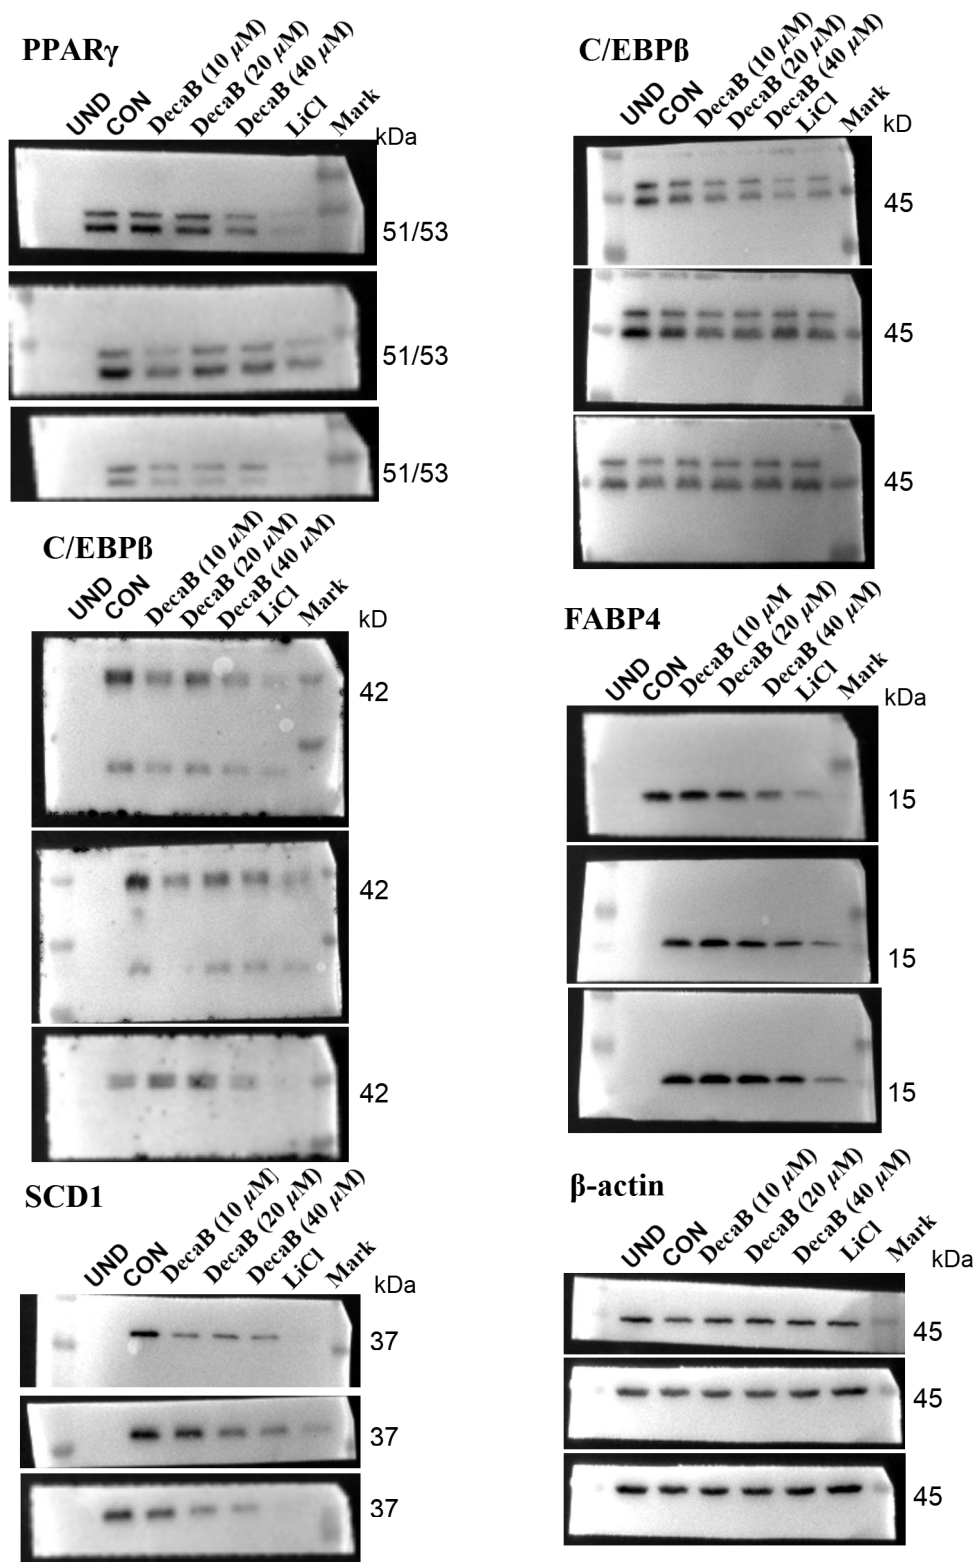 PPARγ
UND CON DecaB (10 µM) DecaB (20 µM) DecaB (40 µM) LiCl Mark
kDa
51/53
51/53
51/53
C/EBPβ
UND CON DecaB (10 µM) DecaB (20 µM) DecaB (40 µM) LiCl Mark
kD
45
45
45
C/EBPβ
UND CON DecaB (10 µM) DecaB (20 µM) DecaB (40 µM) LiCl Mark
kD
42
42
42
FABP4
UND CON DecaB (10 µM DecaB (20 µM) DecaB (40 µM) LiCl Mark
kDa
15
15
15
SCD1
UND CON DecaB (10 µM) DecaB (20 µM) DecaB (40 µM) LiCl Mark
kDa
37
37
37
β-actin
UND CON DecaB (10 µM) DecaB (20 µM) DecaB (40 µM) LiCl Mark
kDa
45
45
45